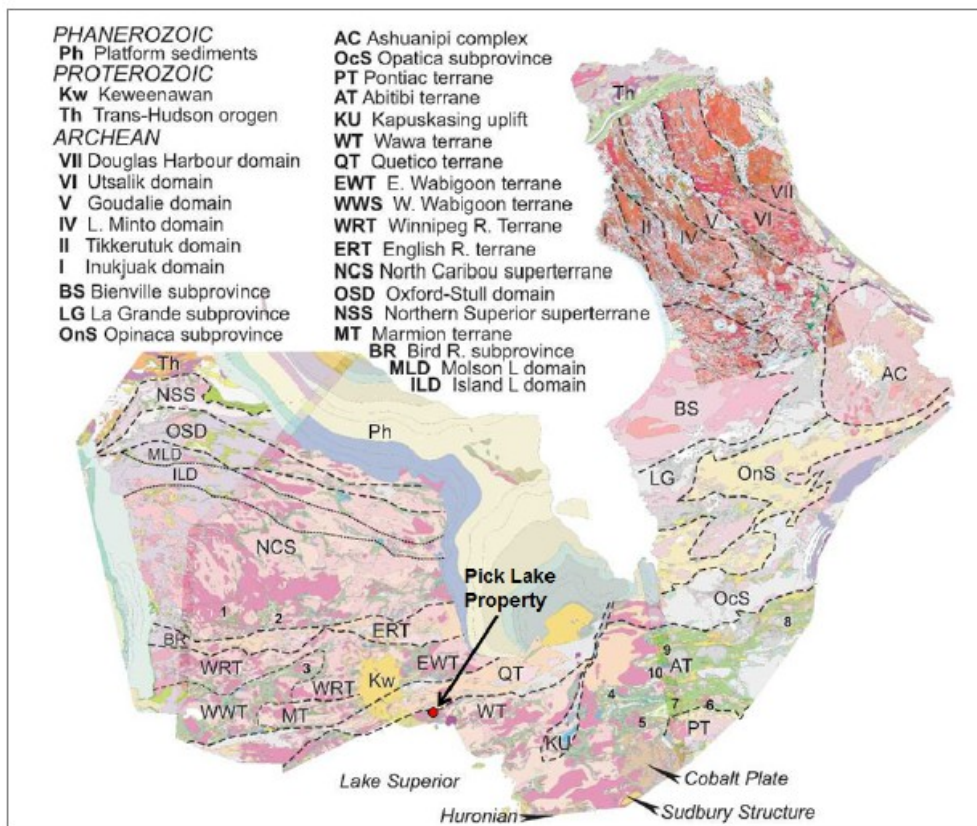 PHANEROZOIC
Ph Platform sediments
PROTEROZOIC
Kw Keweenawan
Th Trans-Hudson orogen
ARCHEAN
VII Douglas Harbour domain
VI Utsalik domain
V Goudalie domain
IV L. Minto domain
II Tikkerutuk domain
I Inukjuak domain
BS Bienville subprovince
LG La Grande subprovince
OnS Opinaca subprovince
AC Ashuanipi complex
OcS Opatica subprovince
PT Pontiac terrane
AT Abitibi terrane
KU Kapuskasing uplift
WT Wawa terrane
QT Quetico terrane
EWT E. Wabigoon terrane
WWS W. Wabigoon terrane
WRT Winnipeg R. Terrane
ERT English R. terrane
NCS North Caribou superterrane
OSD Oxford-Stull domain
NSS Northern Superior superterrane
MT Marmion terrane
BR Bird R. subprovince
MLD Molson L domain
ILD Island L domain
Th
VII
VI
V
IV
II
I
AC
BS
LG
OnS
OcS
Th
NSS
OSD
MLD
ILD
Ph
NCS
Pick Lake
Property
1
2
BR
ERT
WRT
3
WRT
EWT
Kw
QT
WWT
MT
WT
KU
8
9
AT
10
4
7
6
5
PT
Lake Superior
Cobalt Plate
Huronian
Sudbury Structure